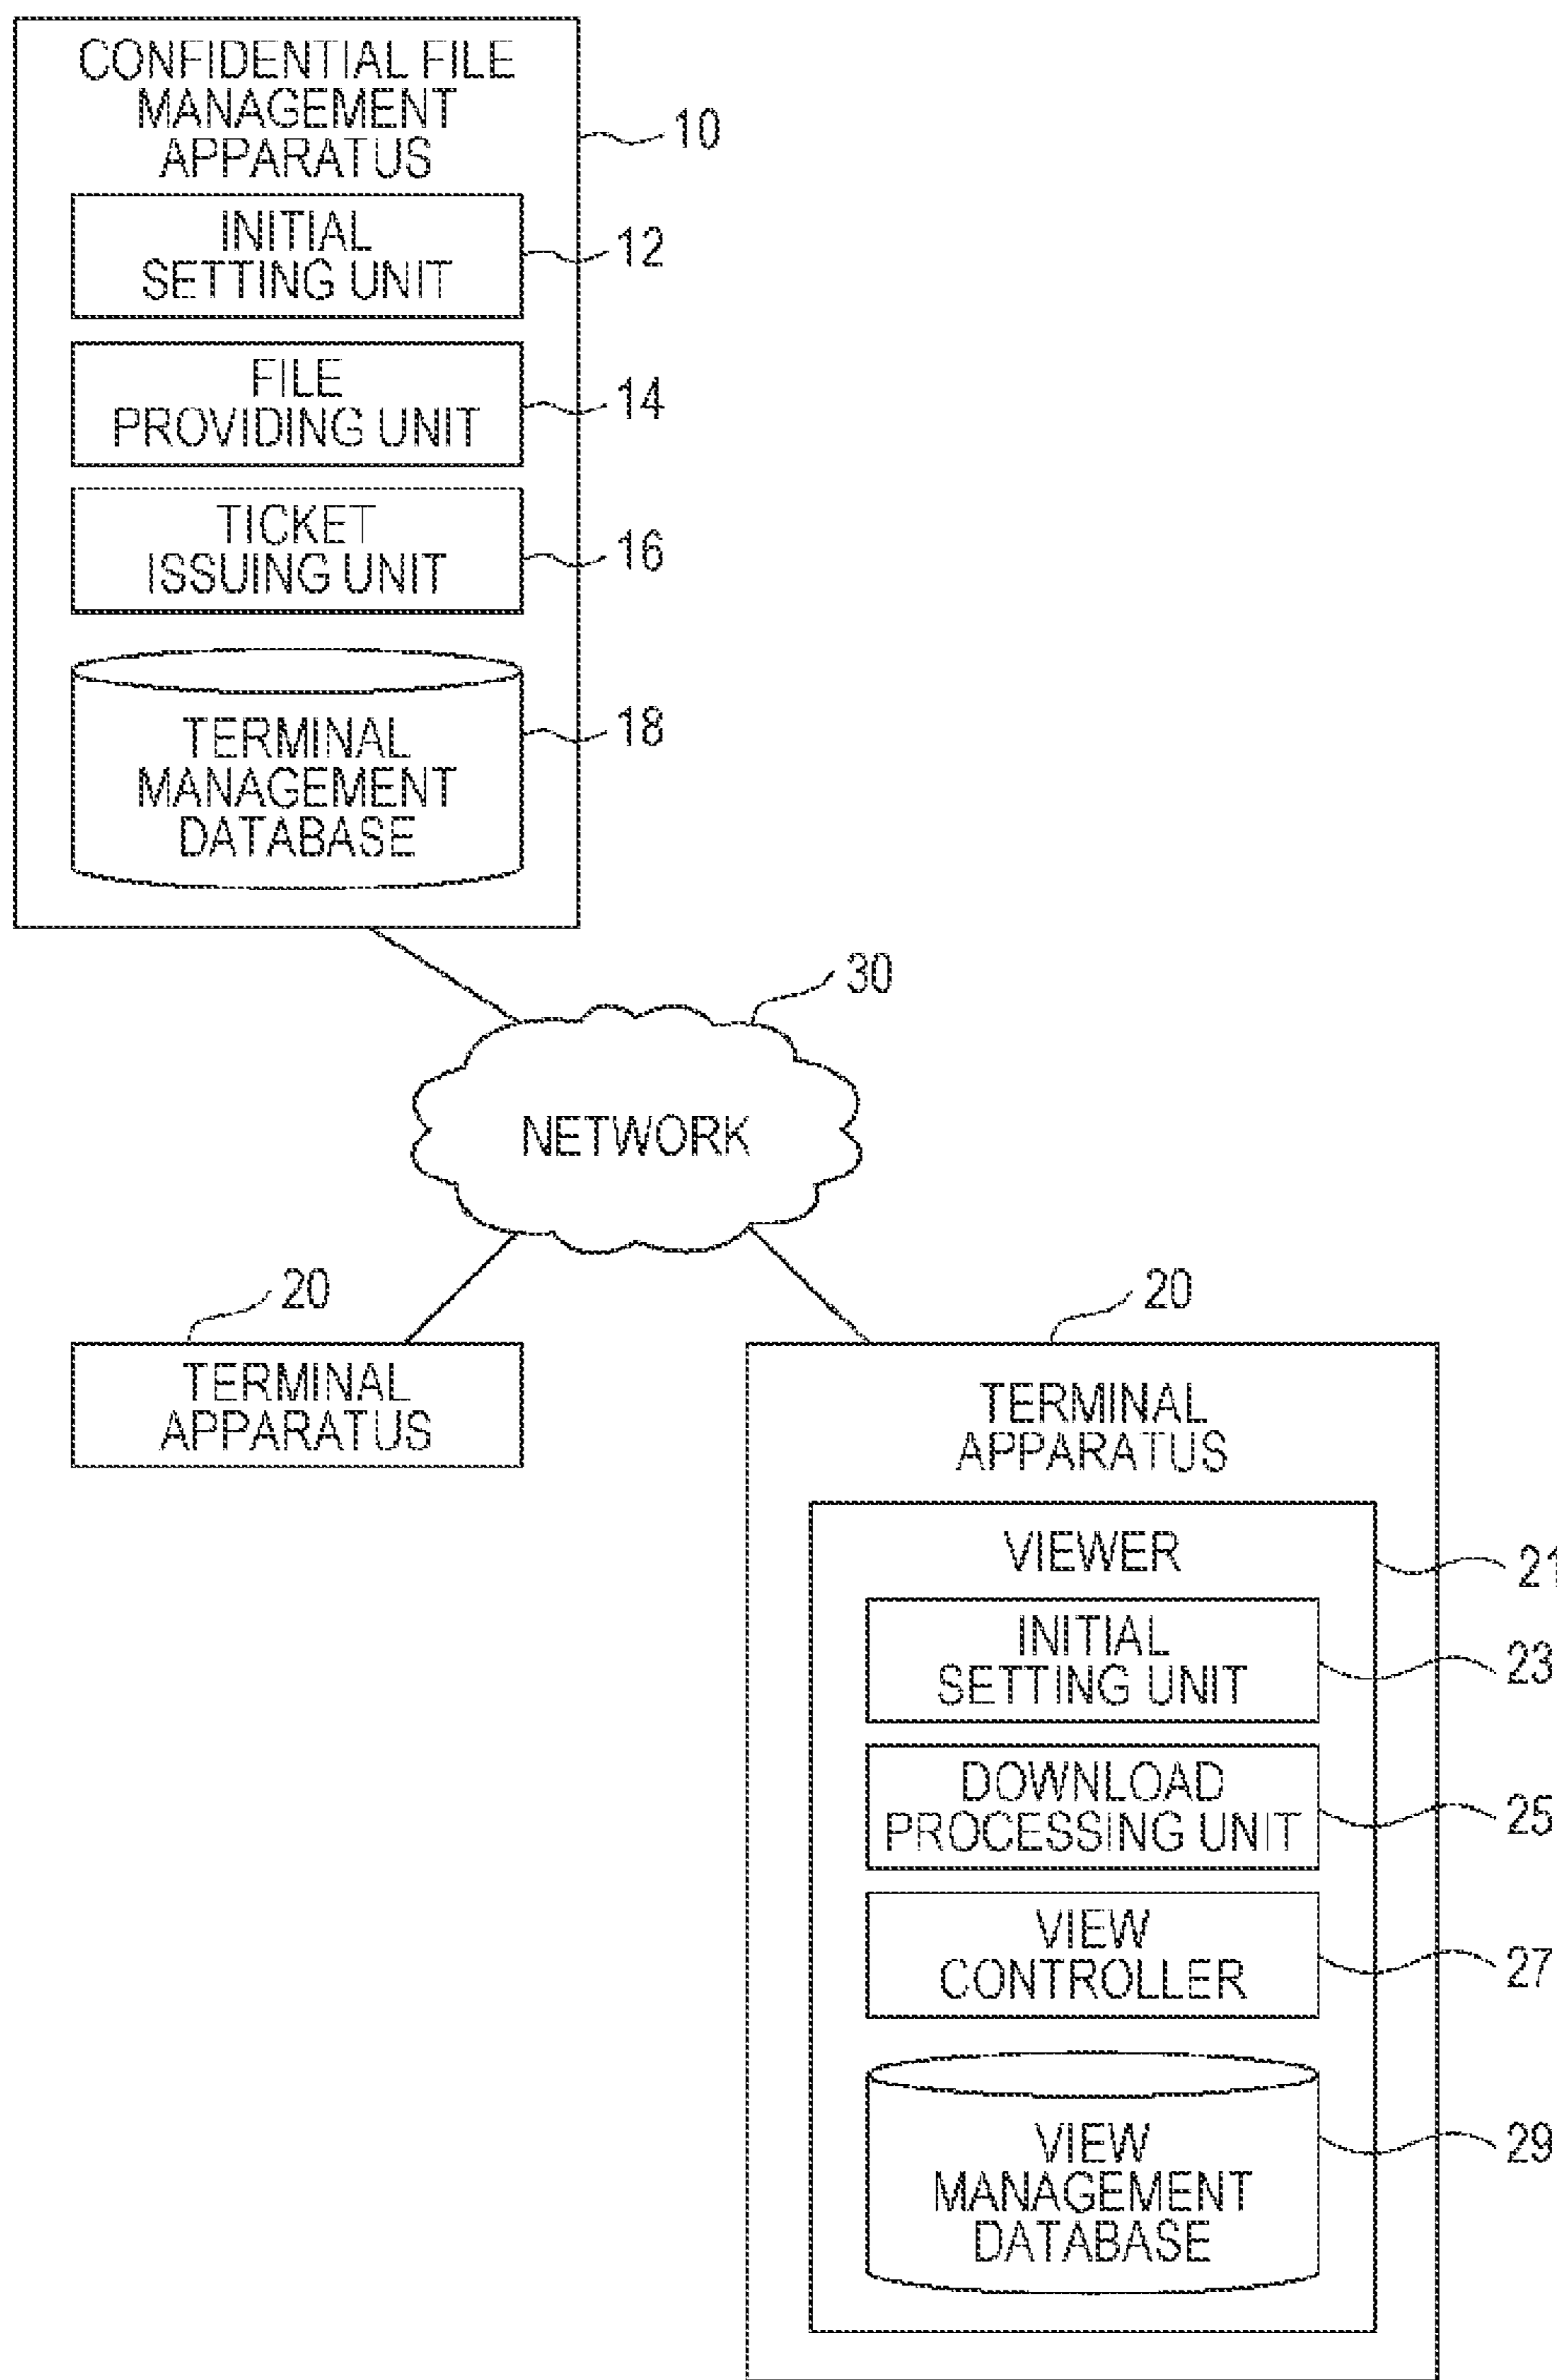 CONFIDENTIAL FILE
MANAGEMENT
APPARATUS
10
INITIAL
SETTING UNIT
12
FILE
PROVIDING UNIT
14
TICKET
ISSUING UNIT
16
TERMINAL
MANAGEMENT
DATABASE
18
30
NETWORK
20
TERMINAL
APPARATUS
20
TERMINAL
APPARATUS
VIEWER
21
INITIAL
SETTING UNIT
23
DOWNLOAD
PROCESSING UNIT
25
VIEW
CONTROLLER
27
VIEW
MANAGEMENT
DATABASE
29